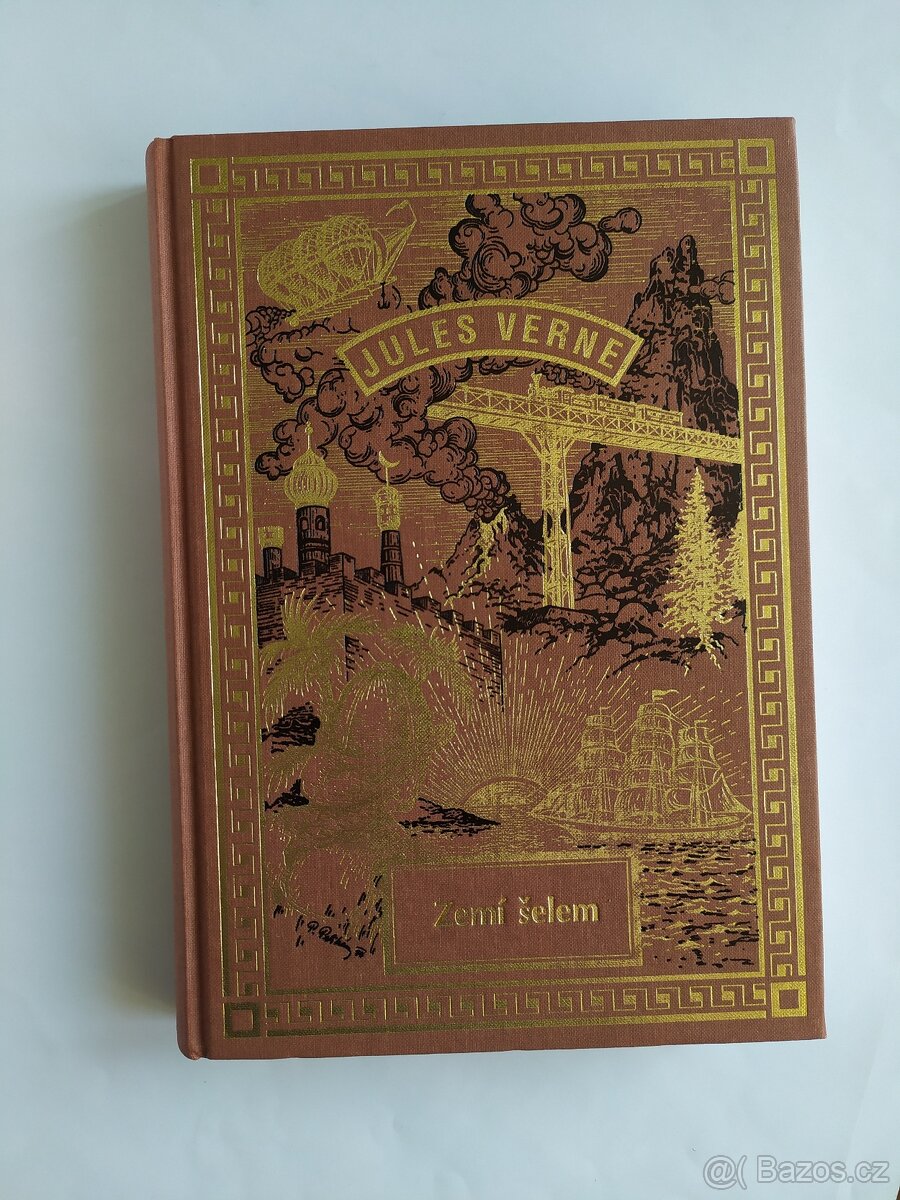 JULES VERNE
Zemí šelem
@( Bazos.cz